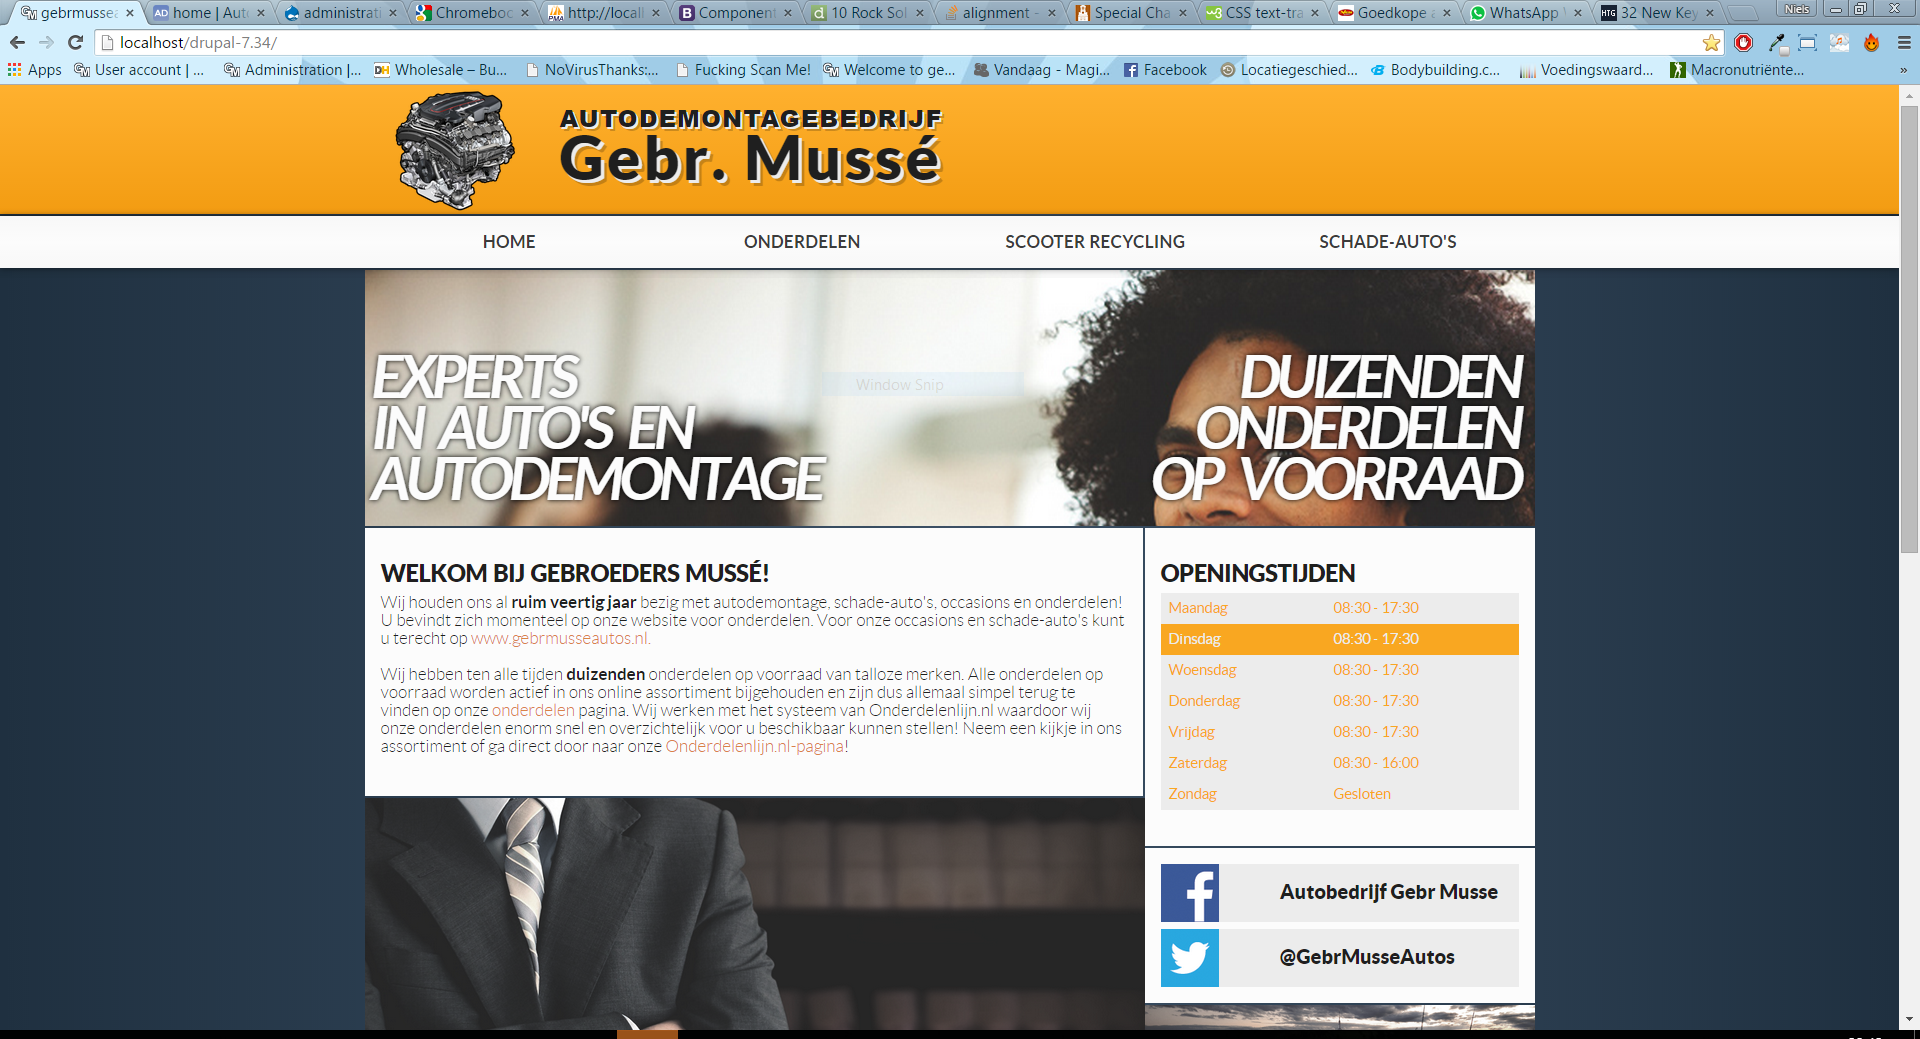 gebrmussea
home | Aut
administrati
Chromeboc
http://locall
Component
10 Rock Sol
alignment -
Special Cha
CSS text-tra
Goedkope a
WhatsApp
32 New Key
Niels
localhost/drupal-7.34/
Apps
User account | ...
Administration |...
Wholesale – Bu...
NoVirusThanks:...
Fucking Scan Me!
Welcome to ge...
Vandaag - Magi...
Facebook
Locatiegeschied...
Bodybuilding.c...
Voedingswaard...
Macronutriënte...
»
AUTODEMONTAGEBEDRIJF
Gebr. Mussé
HOME
ONDERDELEN
SCOOTER RECYCLING
SCHADE-AUTO'S
EXPERTS
IN AUTO'S EN
AUTODEMONTAGE
Window Snip
DUIZENDEN
ONDERDELEN
OP VOORRAAD
WELKOM BIJ GEBROEDERS MUSSÉ!
Wij houden ons al ruim veertig jaar bezig met autodemontage, schade-auto's, occasions en onderdelen!
U bevindt zich momenteel op onze website voor onderdelen. Voor onze occasions en schade-auto's kunt
u terecht op www.gebrmusseautos.nl.
Wij hebben ten alle tijden duizenden onderdelen op voorraad van talloze merken. Alle onderdelen op
voorraad worden actief in ons online assortiment bijgehouden en zijn dus allemaal simpel terug te
vinden op onze onderdelen pagina. Wij werken met het systeem van Onderdelenlijn.nl waardoor wij
onze onderdelen enorm snel en overzichtelijk voor u beschikbaar kunnen stellen! Neem een kijkje in ons
assortiment of ga direct door naar onze Onderdelenlijn.nl-pagina!
OPENINGSTIJDEN
Maandag 08:30 - 17:30
Dinsdag 08:30 - 17:30
Woensdag 08:30 - 17:30
Donderdag 08:30 - 17:30
Vrijdag 08:30 - 17:30
Zaterdag 08:30 - 16:00
Zondag Gesloten
Autobedrijf Gebr Musse
@GebrMusseAutos